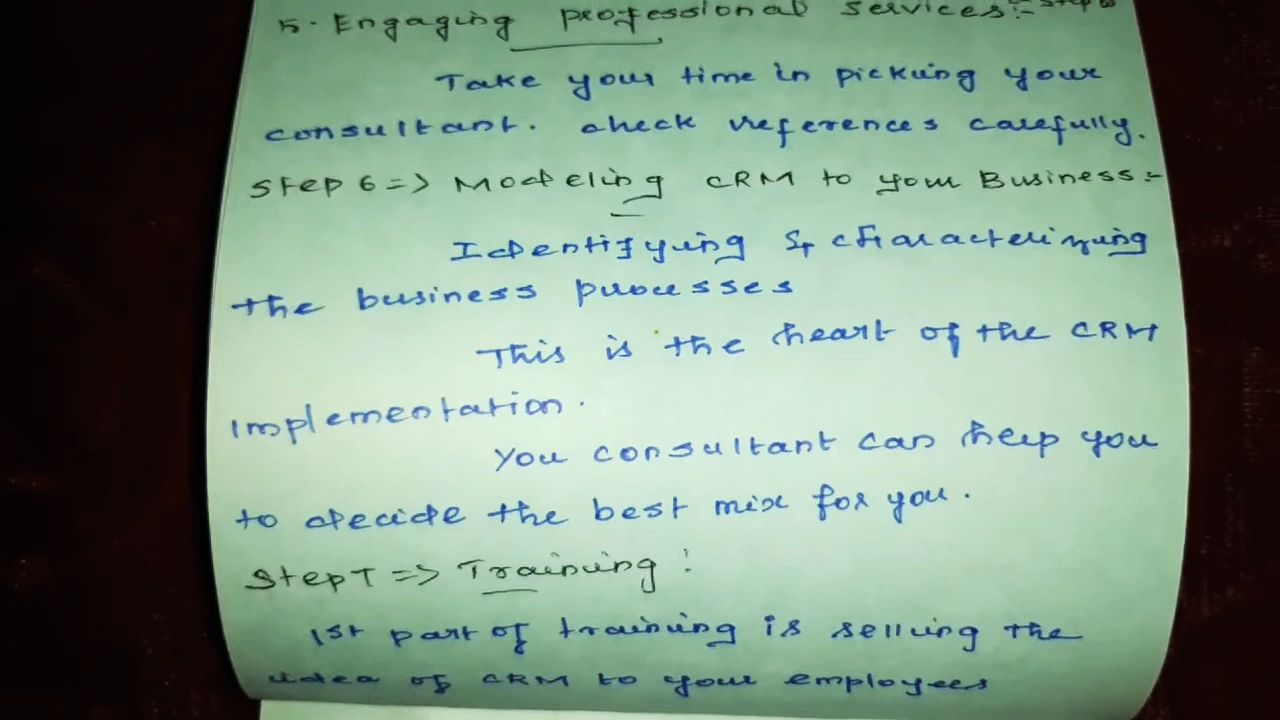 5. Engaging professional services:- step 5
Take your time in picking your
consultant. check references carefully.
Step 6 => Modeling CRM to your Business:-
Identifying & characterizing
the business processes
This is the heart of the CRM
Implementation.
You consultant can help you
to decide the best mix for you.
Step 7 => Training :
1st part of training is selling the
idea of CRM to your employees